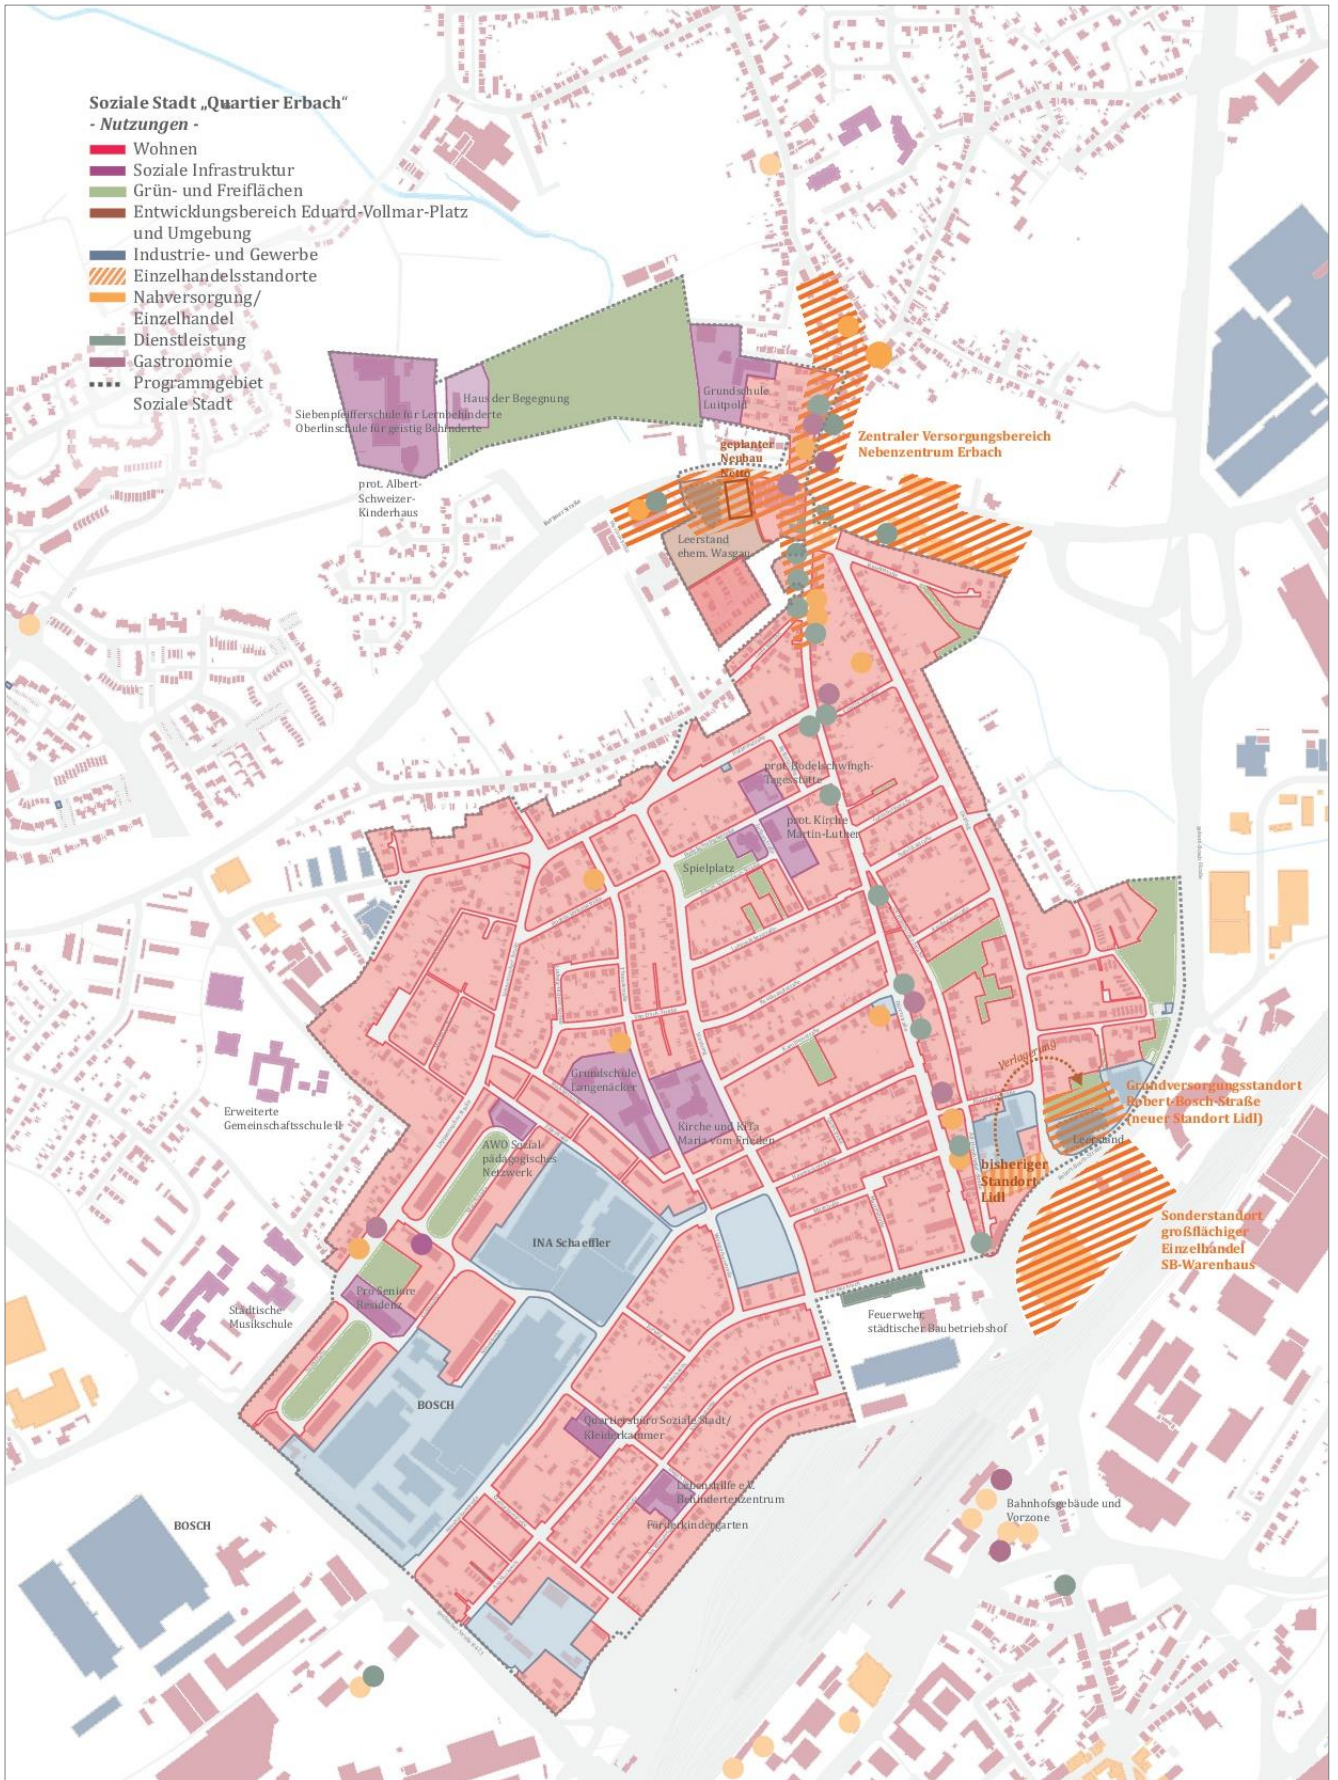 Soziale Stadt „Quartier Erbach“
- Nutzungen -
Wohnen
Soziale Infrastruktur
Grün- und Freiflächen
Entwicklungsbereich Eduard-Vollmar-Platz
und Umgebung
Industrie- und Gewerbe
Einzelhandelsstandorte
Nahversorgung/
Einzelhandel
Dienstleistung
Gastronomie
Programmgebiet
Soziale Stadt
Haus der Begegnung
Siebenpfeifferschule für Lernbehinderte
Oberlinschule für geistig Behinderte
Grundschule
Luitpold
prot. Albert-
Schweizer-
Kinderhaus
geplanter
Neubau
Netto
Zentraler Versorgungsbereich
Nebenzentrum Erbach
Leerstand
ehem. Wasgau
prot. Bodelschwingh-
Tagesstätte
prot. Kirche
Martin-Luther
Spielplatz
Verlagerung
Grundschule
Langenäcker
Grundversorgungsstandort
Robert-Bosch-Straße
(neuer Standort Lidl)
Leerstand
Erweiterte
Gemeinschaftsschule II
Kirche und KiTa
Maria vom Frieden
AWO Sozial-
pädagogisches
Netzwerk
bisheriger
Standort
Lidl
Sonderstandort
großflächiger
Einzelhandel
SB-Warenhaus
INA Schaeffler
Pro Seniore
Residenz
Städtische
Musikschule
Feuerwehr,
städtischer Baubetriebshof
BOSCH
Quartiersbüro Soziale Stadt/
Kleiderkammer
Lebenshilfe e.V.
Behindertenzentrum
Förderkindergarten
Bahnhofsgebäude und
Vorzone
BOSCH